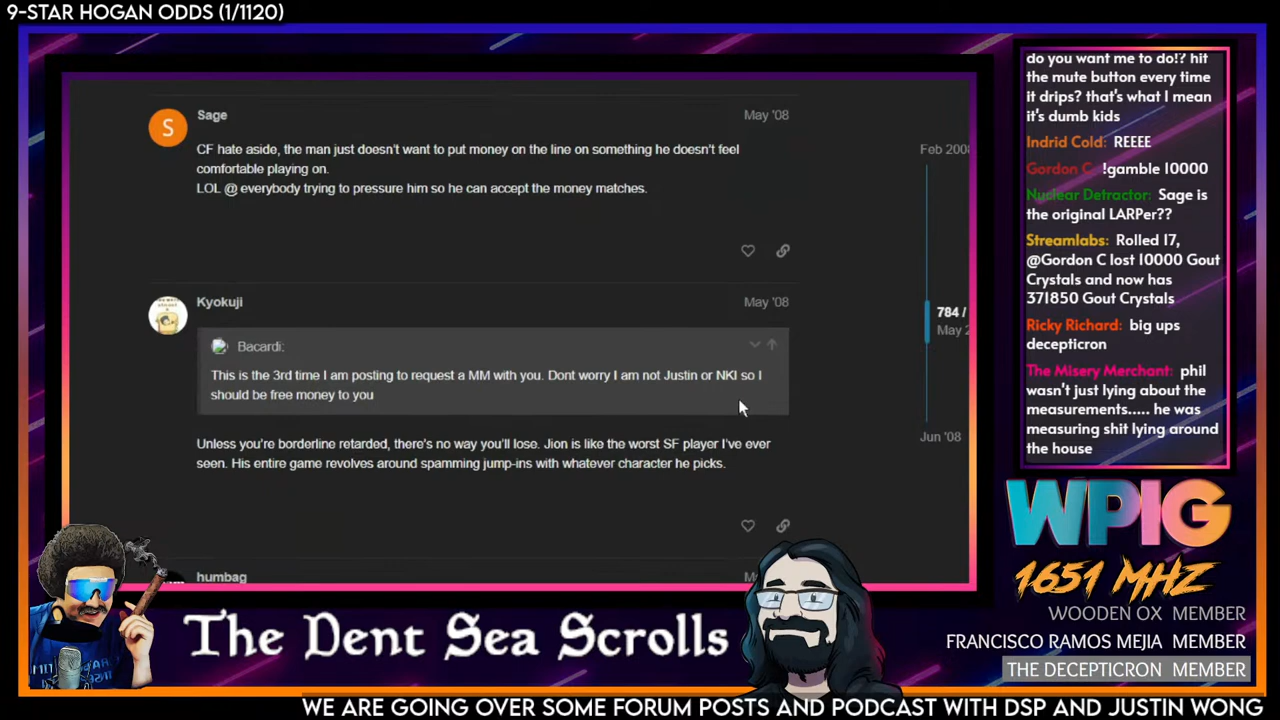 9-STAR HOGAN ODDS (1/1120)
Sage
May '08
S
CF hate aside, the man just doesn't want to put money on the line on something he doesn't feel
comfortable playing on.
LOL @ everybody trying to pressure him so he can accept the money matches.
Kyokuji
May '08
Bacardi:
This is the 3rd time I am posting to request a MM with you. Dont worry I am not Justin or NKI so I
should be free money to you
Unless you're borderline retarded, there's no way you'll lose. Jion is like the worst SF player I've ever
seen. His entire game revolves around spamming jump-ins with whatever character he picks.
humbag
Feb 2008
784 /
May 2
Jun '08
do you want me to do!? hit
the mute button every time
it drips? that's what I mean
it's dumb kids
Indrid Cold: REEEE
Gordon C: !gamble 10000
Nuclear Detractor: Sage is
the original LARPer??
Streamlabs: Rolled 17,
@Gordon C lost 10000 Gout
Crystals and now has
371850 Gout Crystals
Ricky Richard: big ups
decepticron
The Misery Merchant: phil
wasn't just lying about the
measurements..... he was
measuring shit lying around
the house
WPIG
1651 MHZ
WOODEN OX MEMBER
FRANCISCO RAMOS MEJIA MEMBER
THE DECEPTICRON MEMBER
The Dent Sea Scrolls
WE ARE GOING OVER SOME FORUM POSTS AND PODCAST WITH DSP AND JUSTIN WONG